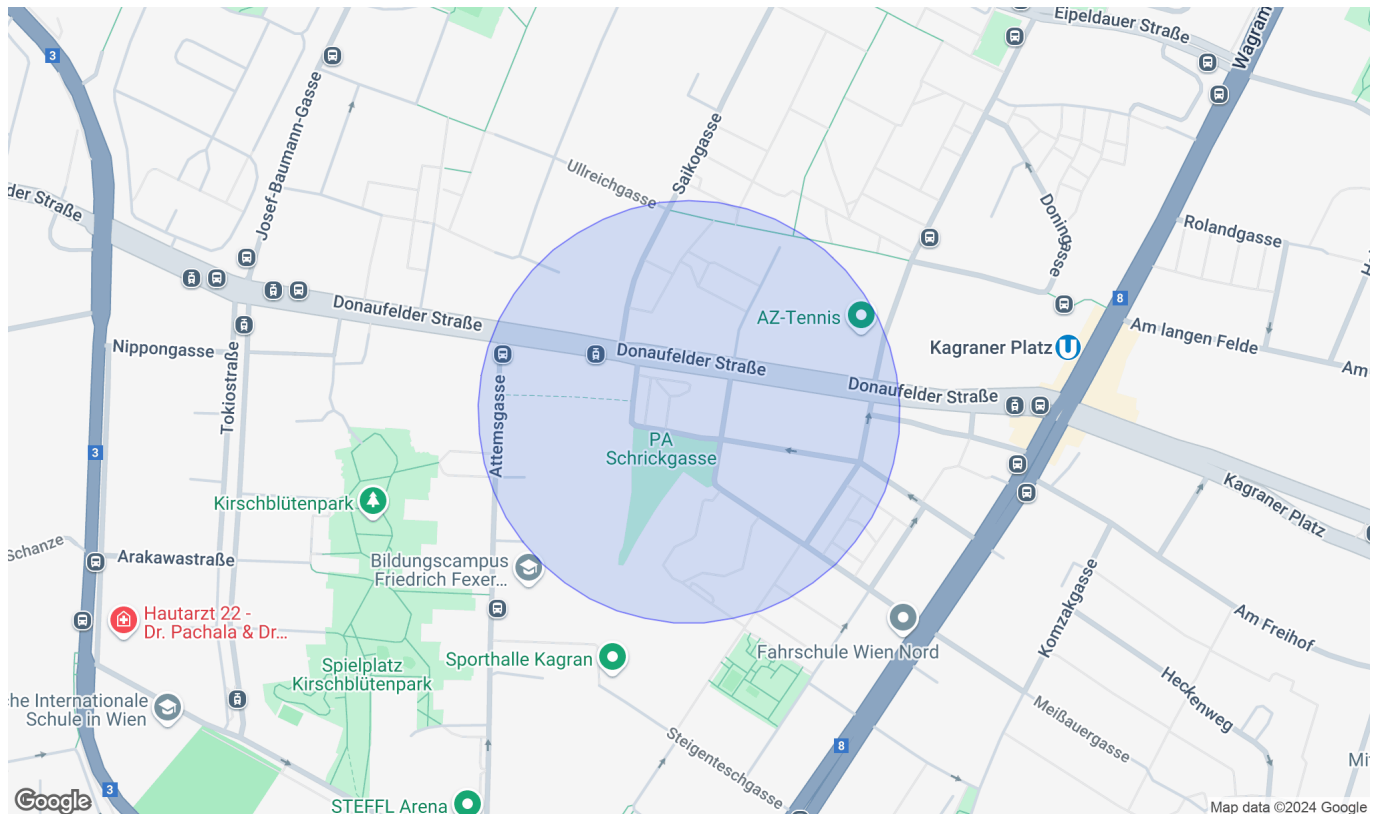 Eipeldauer Straße
Wagram
3
Josef-Baumann-Gasse
Saikogasse
Ullreichgasse
der Straße
Doningasse
Rolandgasse
8
Donaufelder Straße
AZ-Tennis
Am langen Felde
Kagraner Platz
Nippongasse
Donaufelder Straße
Am
Tokiostraße
Attemsgasse
Donaufelder Straße
PA
Schrickgasse
3
Kirschblütenpark
Kagraner Platz
Schanze
Arakawastraße
Bildungscampus
Friedrich Fexer...
Hautarzt 22 -
Dr. Pachala & Dr...
Komzakgasse
Am Freihof
Fahrschule Wien Nord
Sporthalle Kagran
Spielplatz
Kirschblütenpark
Heckenweg
che Internationale
Schule in Wien
Meißauergasse
Steigenteschgasse
8
Mi
3
STEFFL Arena
Google
Map data ©2024 Google